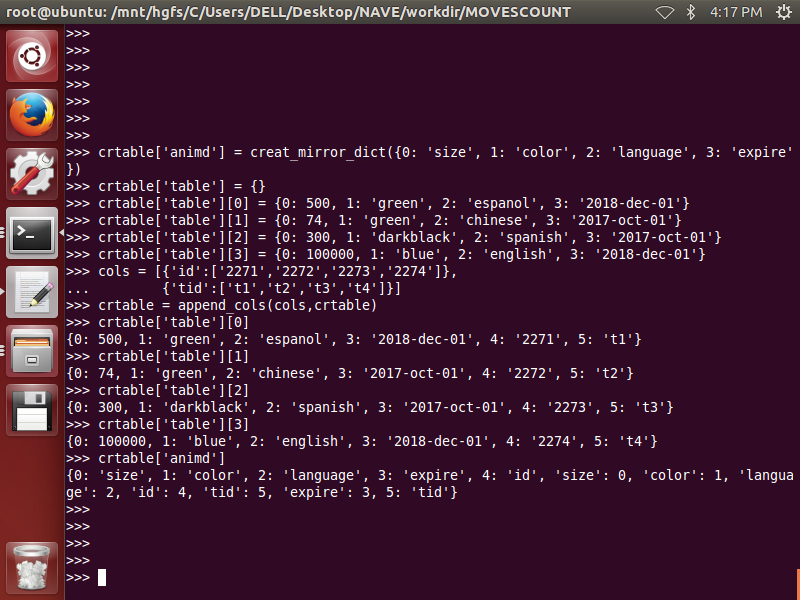 root@ubuntu: /mnt/hgfs/C/Users/DELL/Desktop/NAVE/workdir/MOVESCOUNT 4:17 PM
>>>
>>>
>>>
>>>
>>>
>>>
>>>
>>> crtable['animd'] = creat_mirror_dict({0: 'size', 1: 'color', 2: 'language', 3: 'expire'
})
>>> crtable['table'] = {}
>>> crtable['table'][0] = {0: 500, 1: 'green', 2: 'espanol', 3: '2018-dec-01'}
>>> crtable['table'][1] = {0: 74, 1: 'green', 2: 'chinese', 3: '2017-oct-01'}
>>> crtable['table'][2] = {0: 300, 1: 'darkblack', 2: 'spanish', 3: '2017-oct-01'}
>>> crtable['table'][3] = {0: 100000, 1: 'blue', 2: 'english', 3: '2018-dec-01'}
>>> cols = [{'id':['2271','2272','2273','2274']},
...         {'tid':['t1','t2','t3','t4']}]
>>> crtable = append_cols(cols,crtable)
>>> crtable['table'][0]
{0: 500, 1: 'green', 2: 'espanol', 3: '2018-dec-01', 4: '2271', 5: 't1'}
>>> crtable['table'][1]
{0: 74, 1: 'green', 2: 'chinese', 3: '2017-oct-01', 4: '2272', 5: 't2'}
>>> crtable['table'][2]
{0: 300, 1: 'darkblack', 2: 'spanish', 3: '2017-oct-01', 4: '2273', 5: 't3'}
>>> crtable['table'][3]
{0: 100000, 1: 'blue', 2: 'english', 3: '2018-dec-01', 4: '2274', 5: 't4'}
>>> crtable['animd']
{0: 'size', 1: 'color', 2: 'language', 3: 'expire', 4: 'id', 'size': 0, 'color': 1, 'langua
ge': 2, 'id': 4, 'tid': 5, 'expire': 3, 5: 'tid'}
>>>
>>>
>>>
>>>
>>>